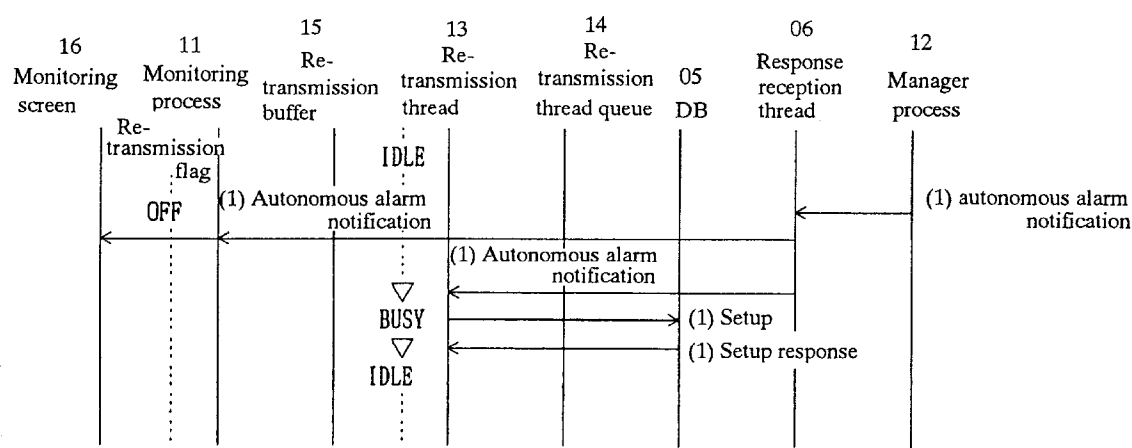 16
Monitoring
screen
11
Monitoring
process
15
Re-
transmission
buffer
13
Re-
transmission
thread
14
Re-
transmission
thread queue
05
DB
06
Response
reception
thread
12
Manager
process
Re-
transmission
flag
IDLE
OFF
(1) Autonomous alarm
notification
(1) autonomous alarm
notification
(1) Autonomous alarm
notification
BUSY
(1) Setup
(1) Setup response
IDLE